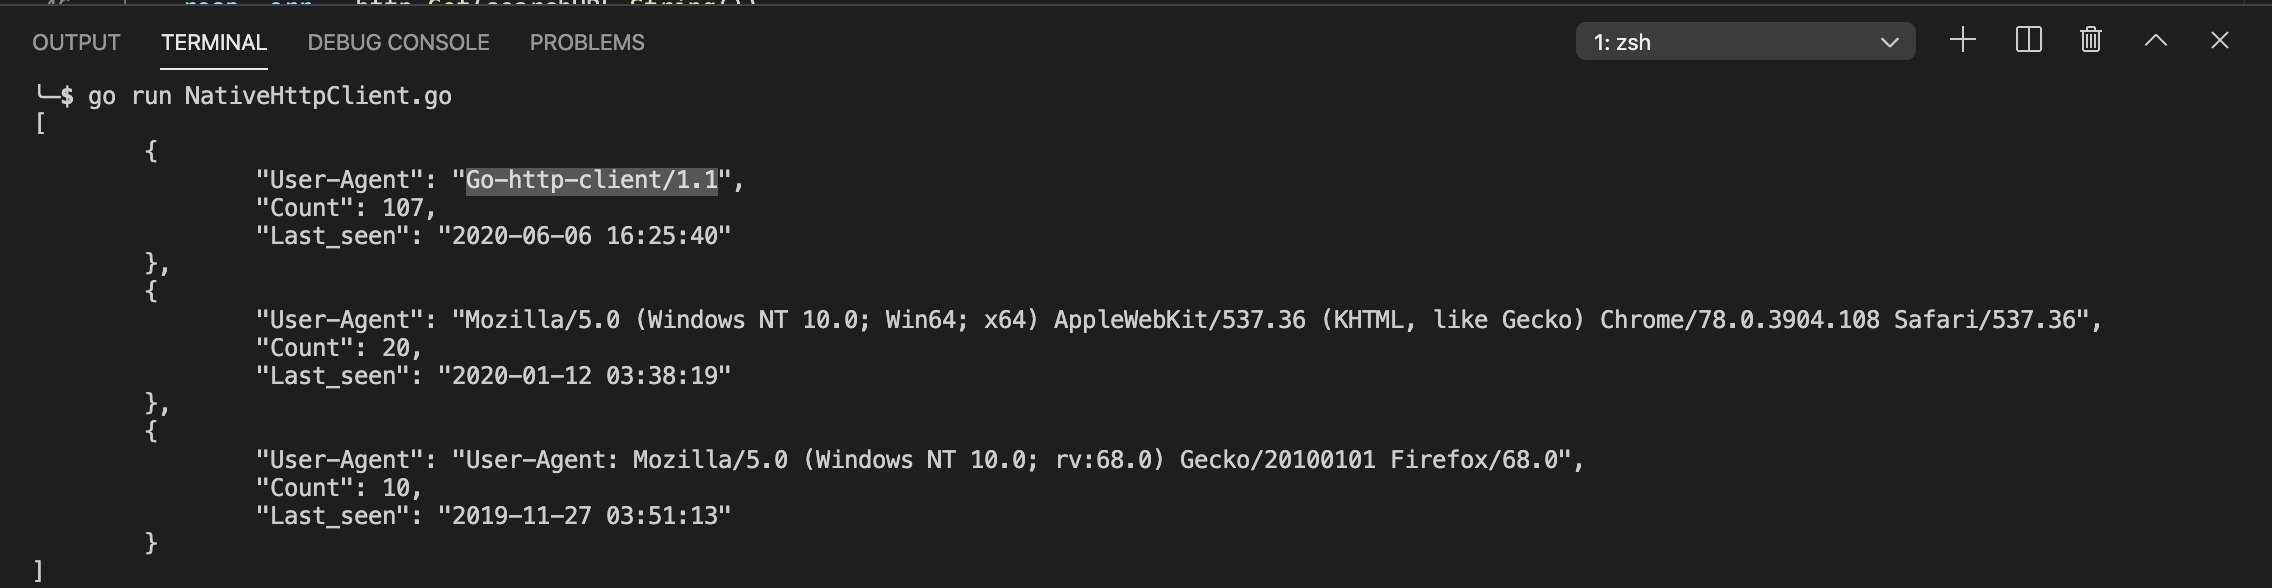 OUTPUT TERMINAL DEBUG CONSOLE PROBLEMS 1: zsh
╰─$ go run NativeHttpClient.go
[
{
"User-Agent": "Go-http-client/1.1",
"Count": 107,
"Last_seen": "2020-06-06 16:25:40"
},
{
"User-Agent": "Mozilla/5.0 (Windows NT 10.0; Win64; x64) AppleWebKit/537.36 (KHTML, like Gecko) Chrome/78.0.3904.108 Safari/537.36",
"Count": 20,
"Last_seen": "2020-01-12 03:38:19"
},
{
"User-Agent": "User-Agent: Mozilla/5.0 (Windows NT 10.0; rv:68.0) Gecko/20100101 Firefox/68.0",
"Count": 10,
"Last_seen": "2019-11-27 03:51:13"
}
]